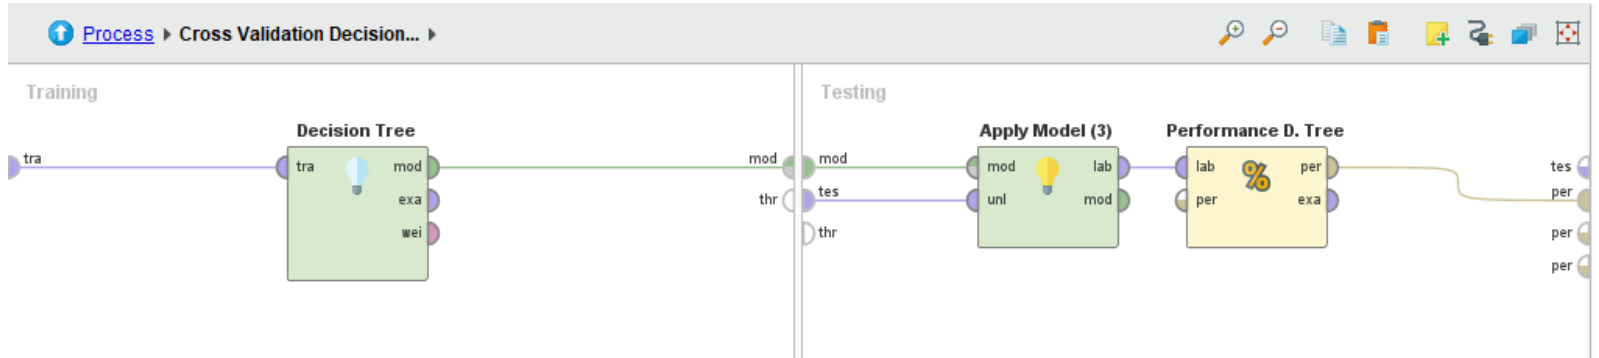 Process Cross Validation Decision...
Training
Testing
Decision Tree
Apply Model (3)
Performance D. Tree
tra
tra
mod
mod
mod
mod
lab
lab
per
tes
exa
thr
tes
unl
mod
per
exa
per
wei
thr
per
per
%